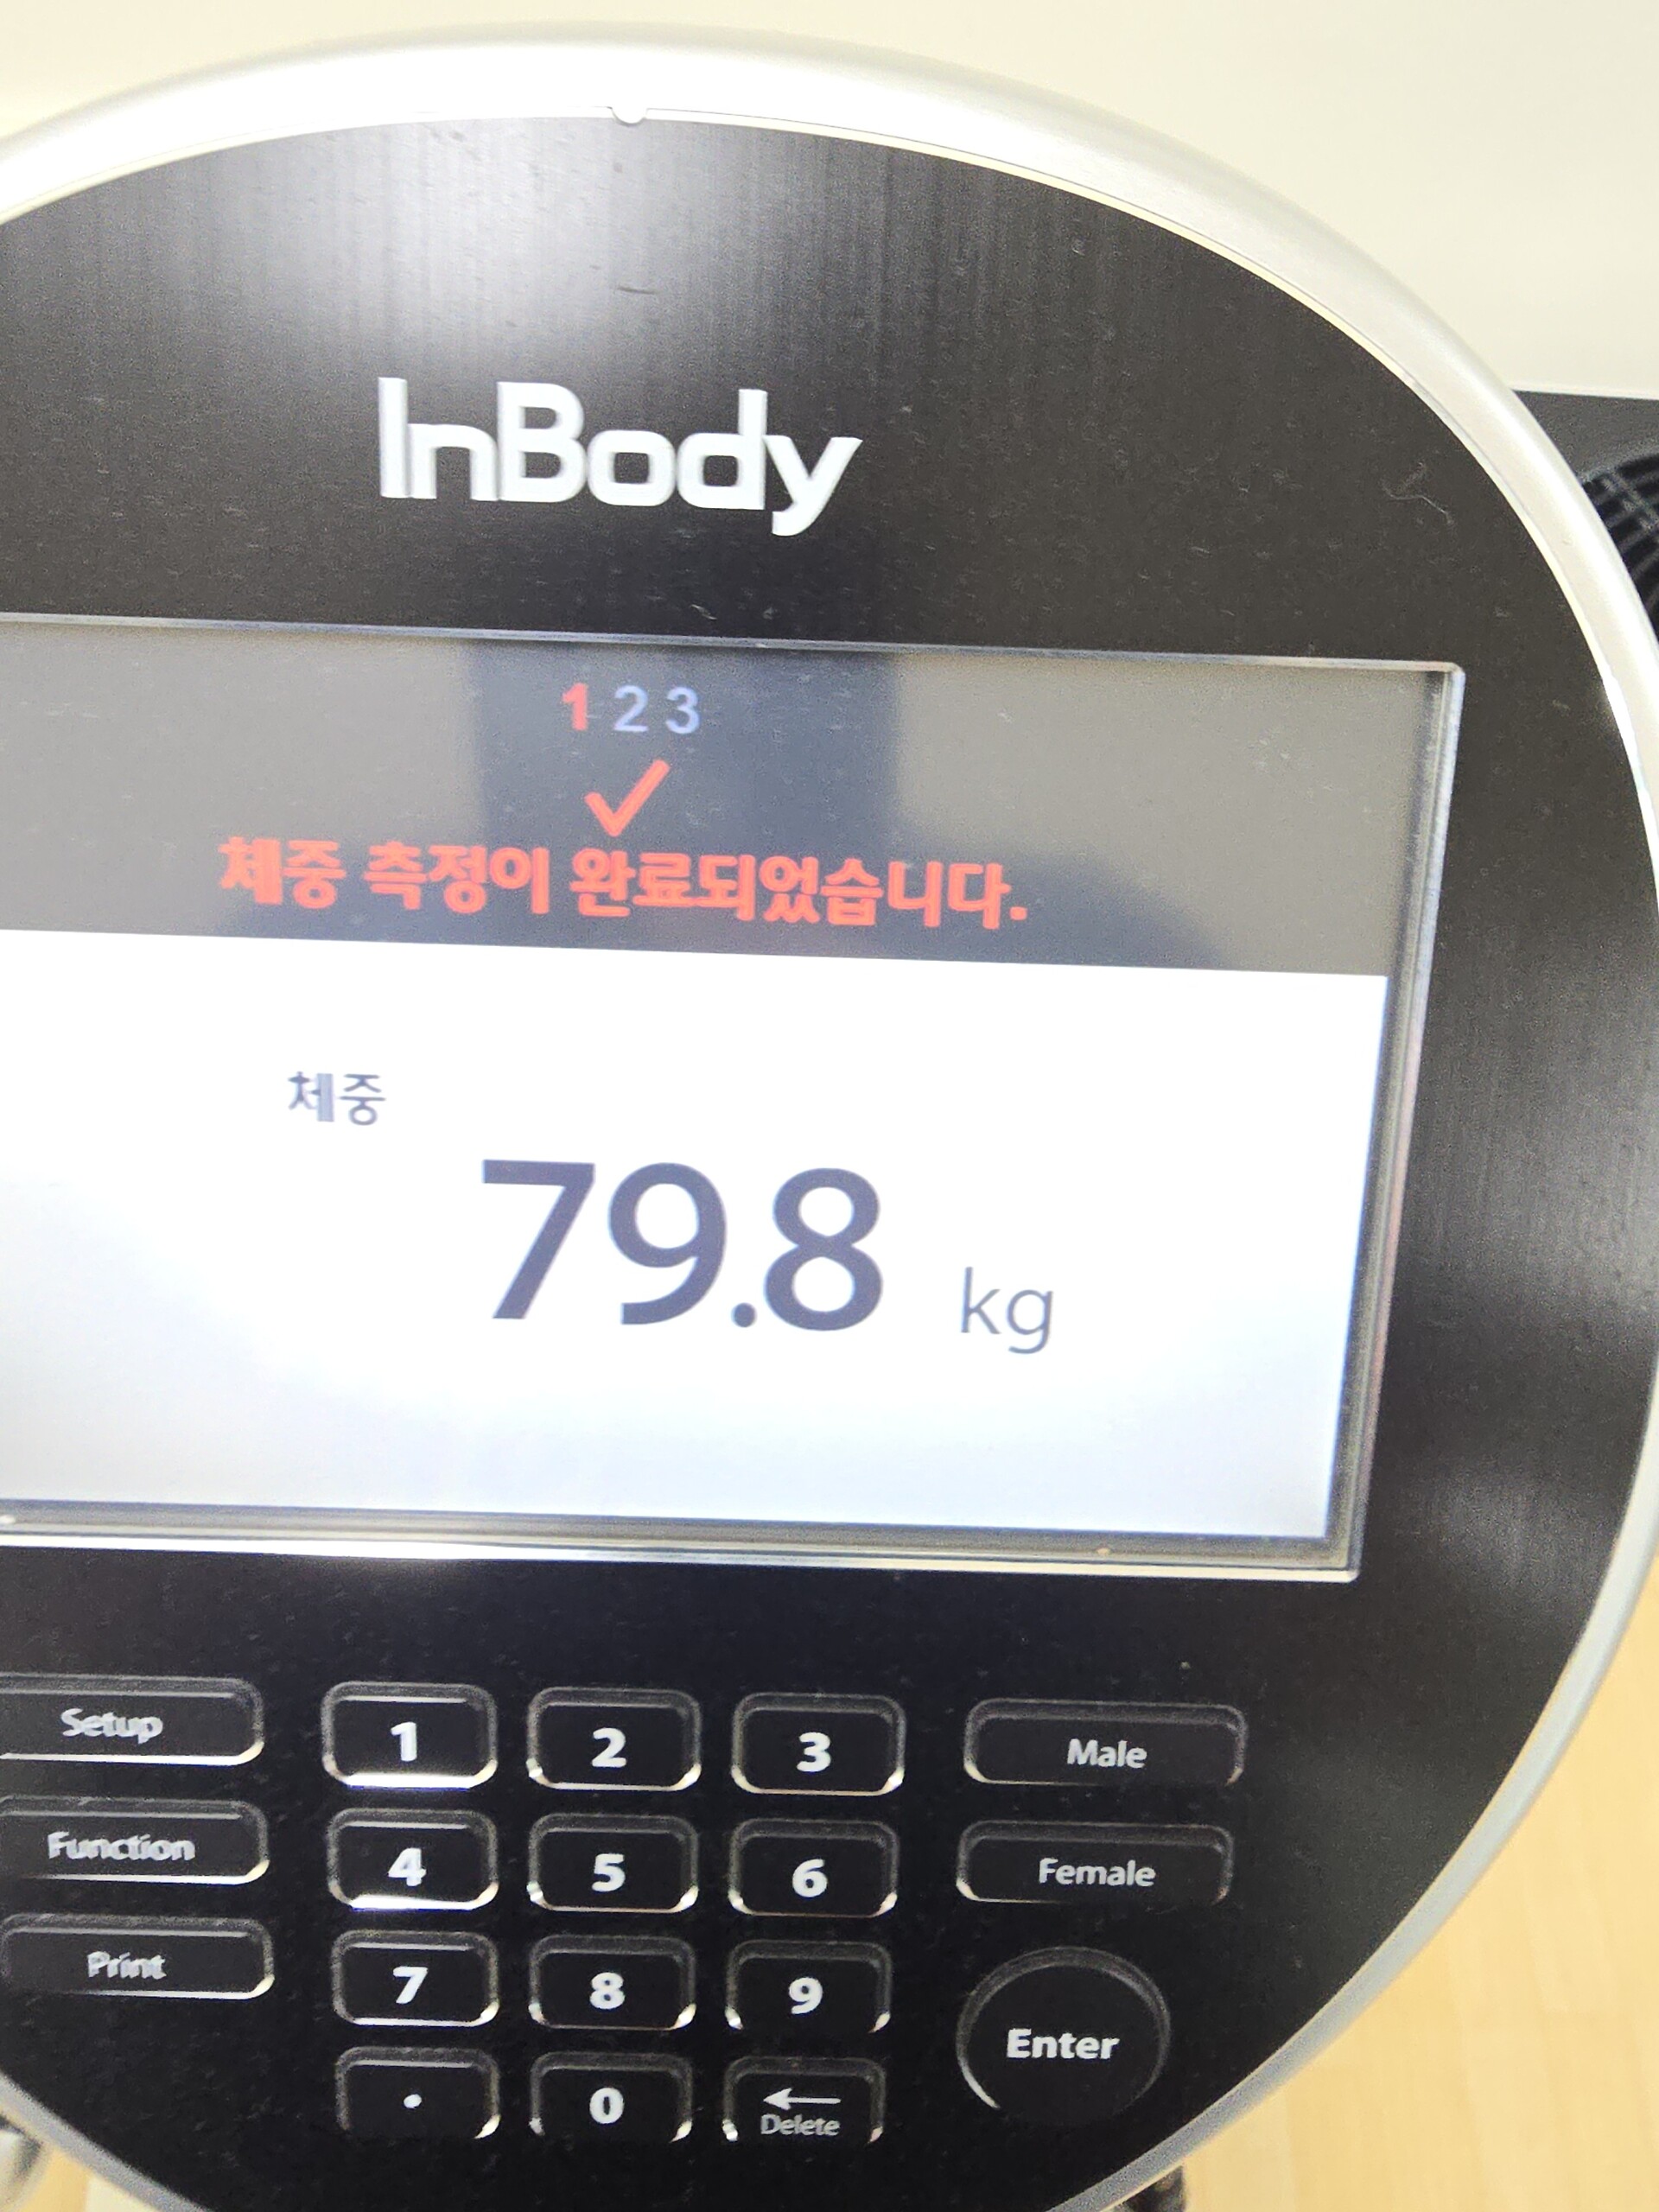 InBody
1 2 3
체중 측정이 완료되었습니다.
체중
79.8 kg
Setup 1 2 3 Male
Function 4 5 6 Female
Print 7 8 9
Enter
. 0 Delete